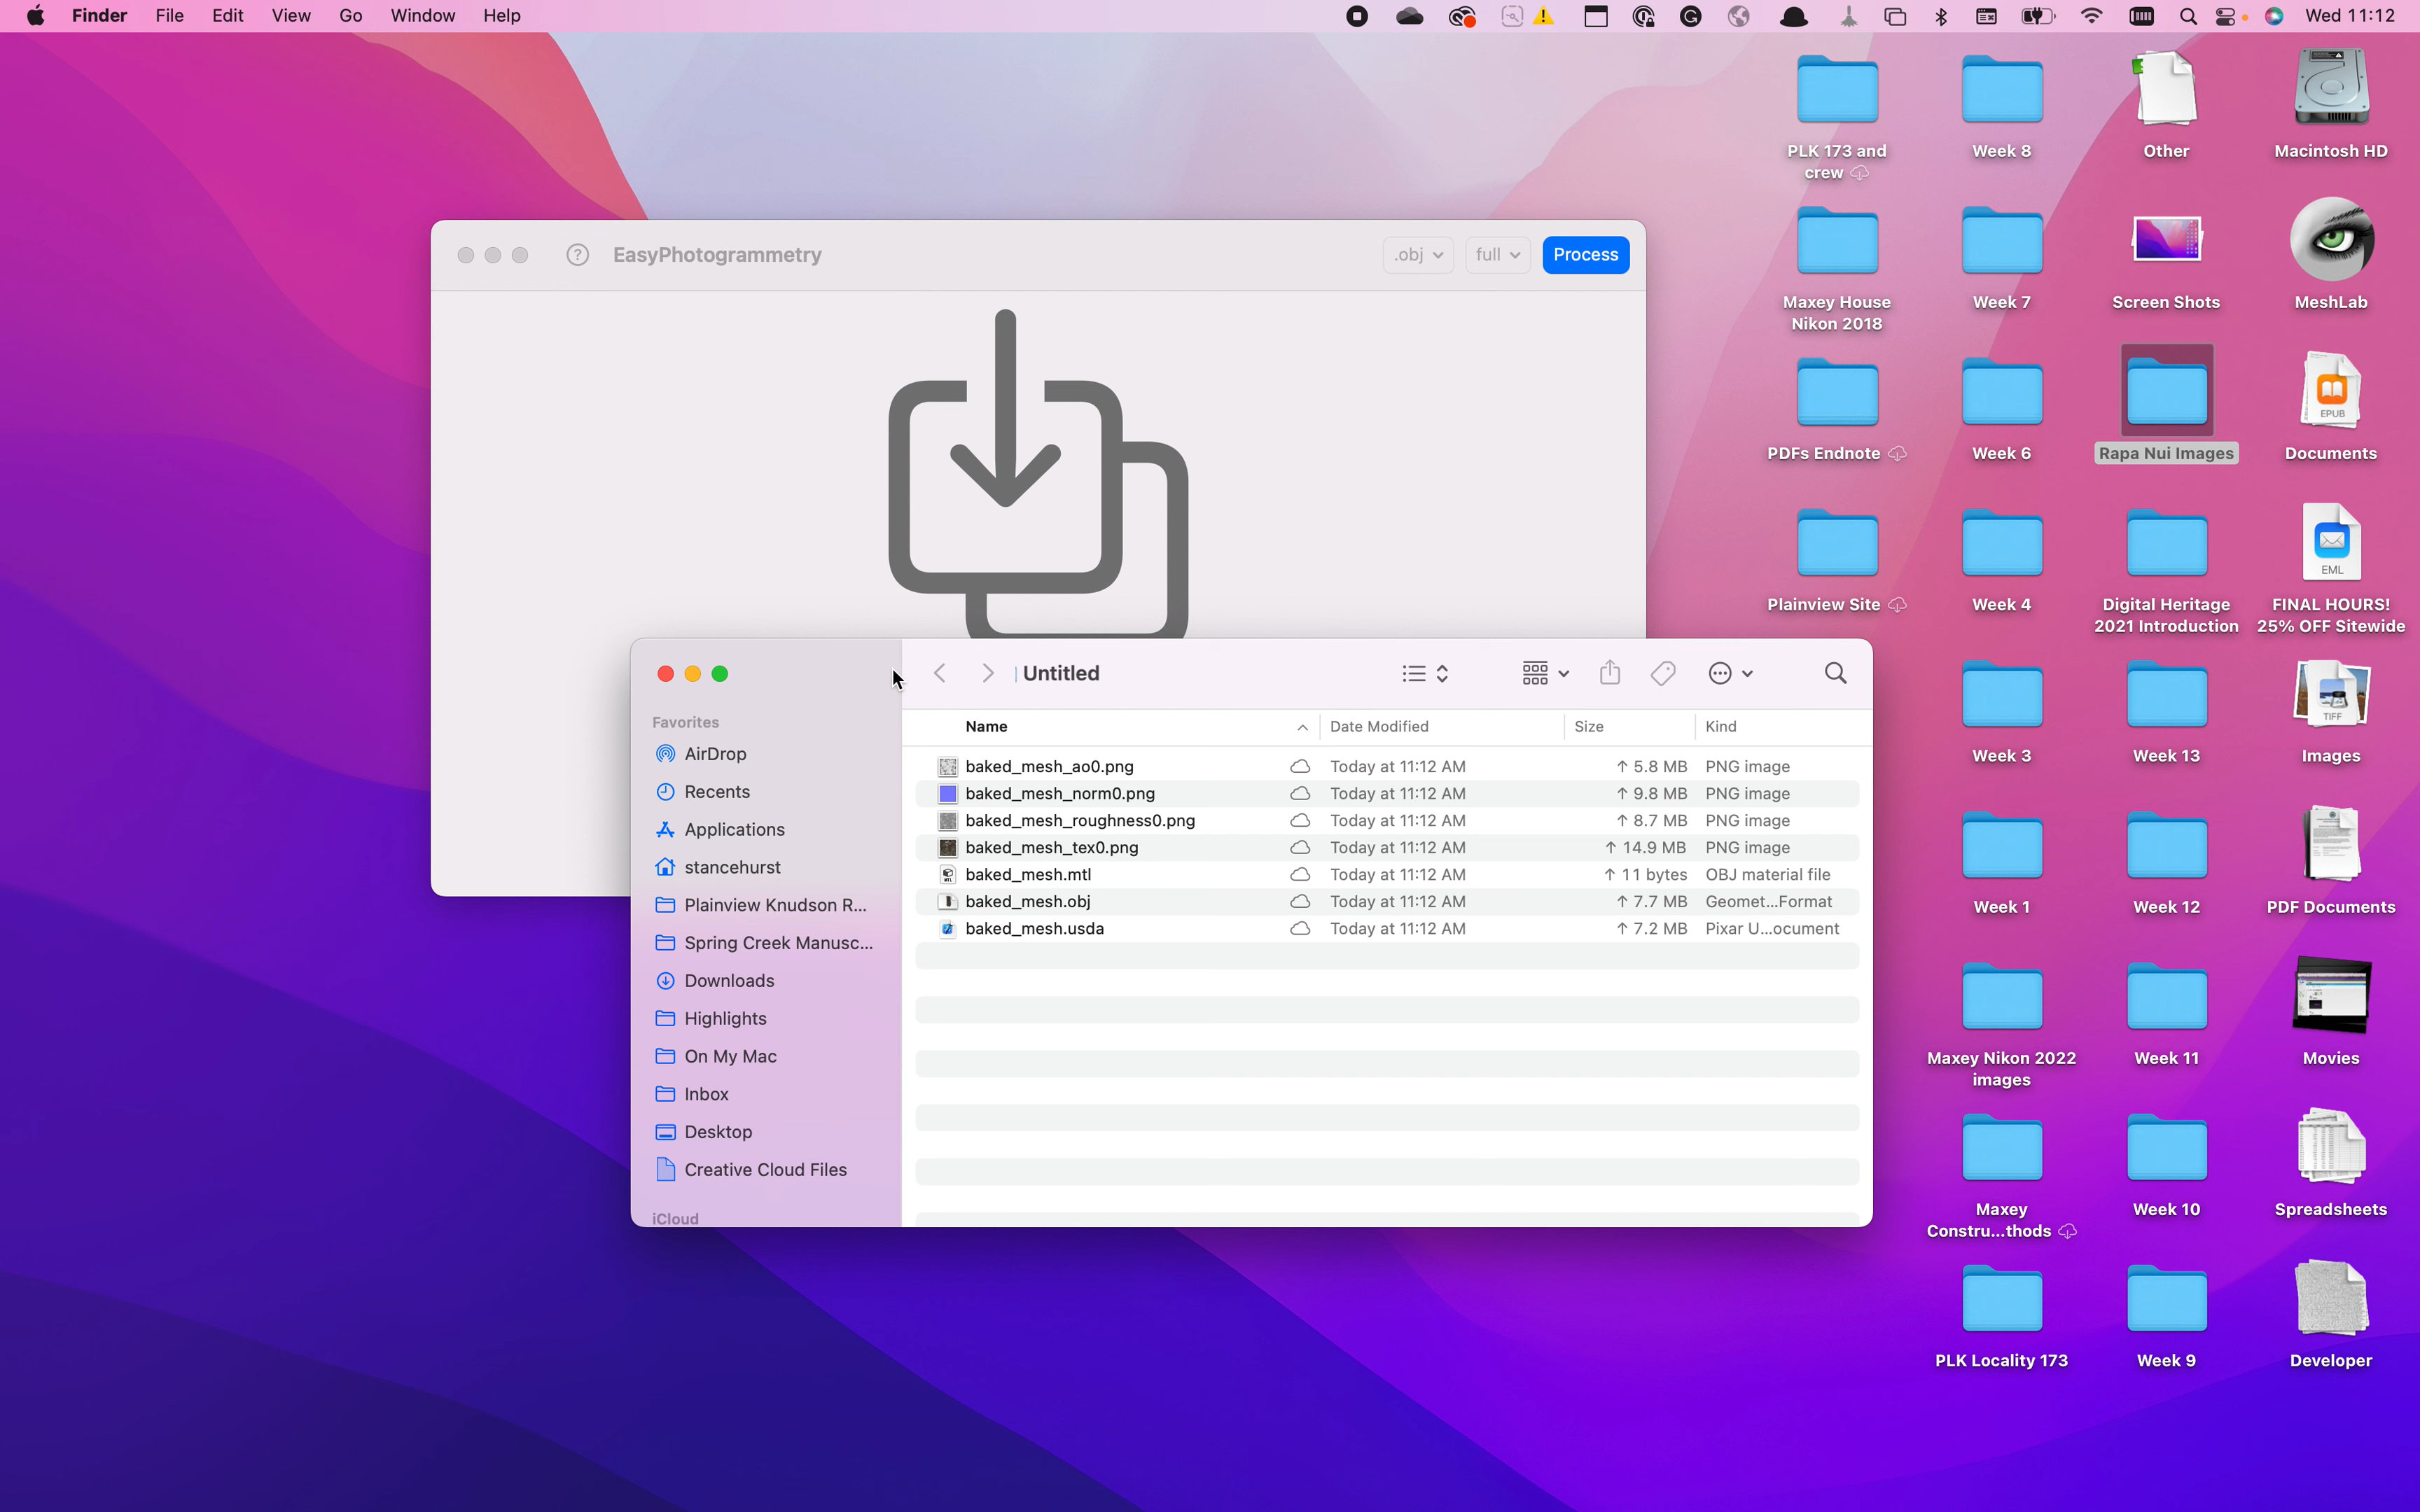 Finder File Edit View Go Window Help
Wed 11:12
EasyPhotogrammetry
.obj
full
Process
Untitled
Favorites
AirDrop
Recents
Applications
stancehurst
Plainview Knudson R...
Spring Creek Manusc...
Downloads
Highlights
On My Mac
Inbox
Desktop
Creative Cloud Files
iCloud
Name Date Modified Size Kind
baked_mesh_ao0.png Today at 11:12 AM ↑ 5.8 MB PNG image
baked_mesh_norm0.png Today at 11:12 AM ↑ 9.8 MB PNG image
baked_mesh_roughness0.png Today at 11:12 AM ↑ 8.7 MB PNG image
baked_mesh_tex0.png Today at 11:12 AM ↑ 14.9 MB PNG image
baked_mesh.mtl Today at 11:12 AM ↑ 11 bytes OBJ material file
baked_mesh.obj Today at 11:12 AM ↑ 7.7 MB Geomet...Format
baked_mesh.usda Today at 11:12 AM ↑ 7.2 MB Pixar U...ocument
PLK 173 and
crew
Week 8
Other
Macintosh HD
Maxey House
Nikon 2018
Week 7
Screen Shots
MeshLab
PDFs Endnote
Week 6
Rapa Nui Images
EPUB
Documents
Plainview Site
Week 4
Digital Heritage
2021 Introduction
EML
FINAL HOURS!
25% OFF Sitewide
Week 3
Week 13
TIFF
Images
Week 1
Week 12
PDF Documents
Maxey Nikon 2022
images
Week 11
Movies
Maxey
Constru...thods
Week 10
Spreadsheets
PLK Locality 173
Week 9
Developer